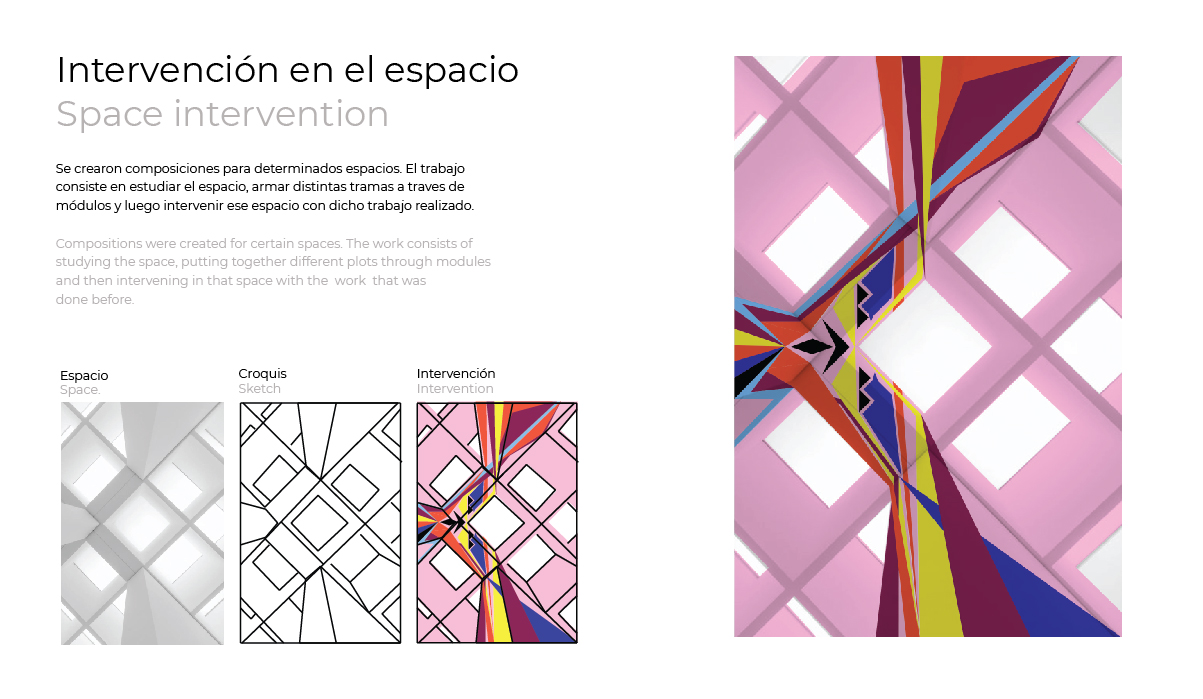 Intervención en el espacio
Space intervention
Se crearon composiciones para determinados espacios. El trabajo
consiste en estudiar el espacio, armar distintas tramas a traves de
módulos y luego intervenir ese espacio con dicho trabajo realizado.
Compositions were created for certain spaces. The work consists of
studying the space, putting together different plots through modules
and then intervening in that space with the work that was
done before.
Espacio
Space.
Croquis
Sketch
Intervención
Intervention